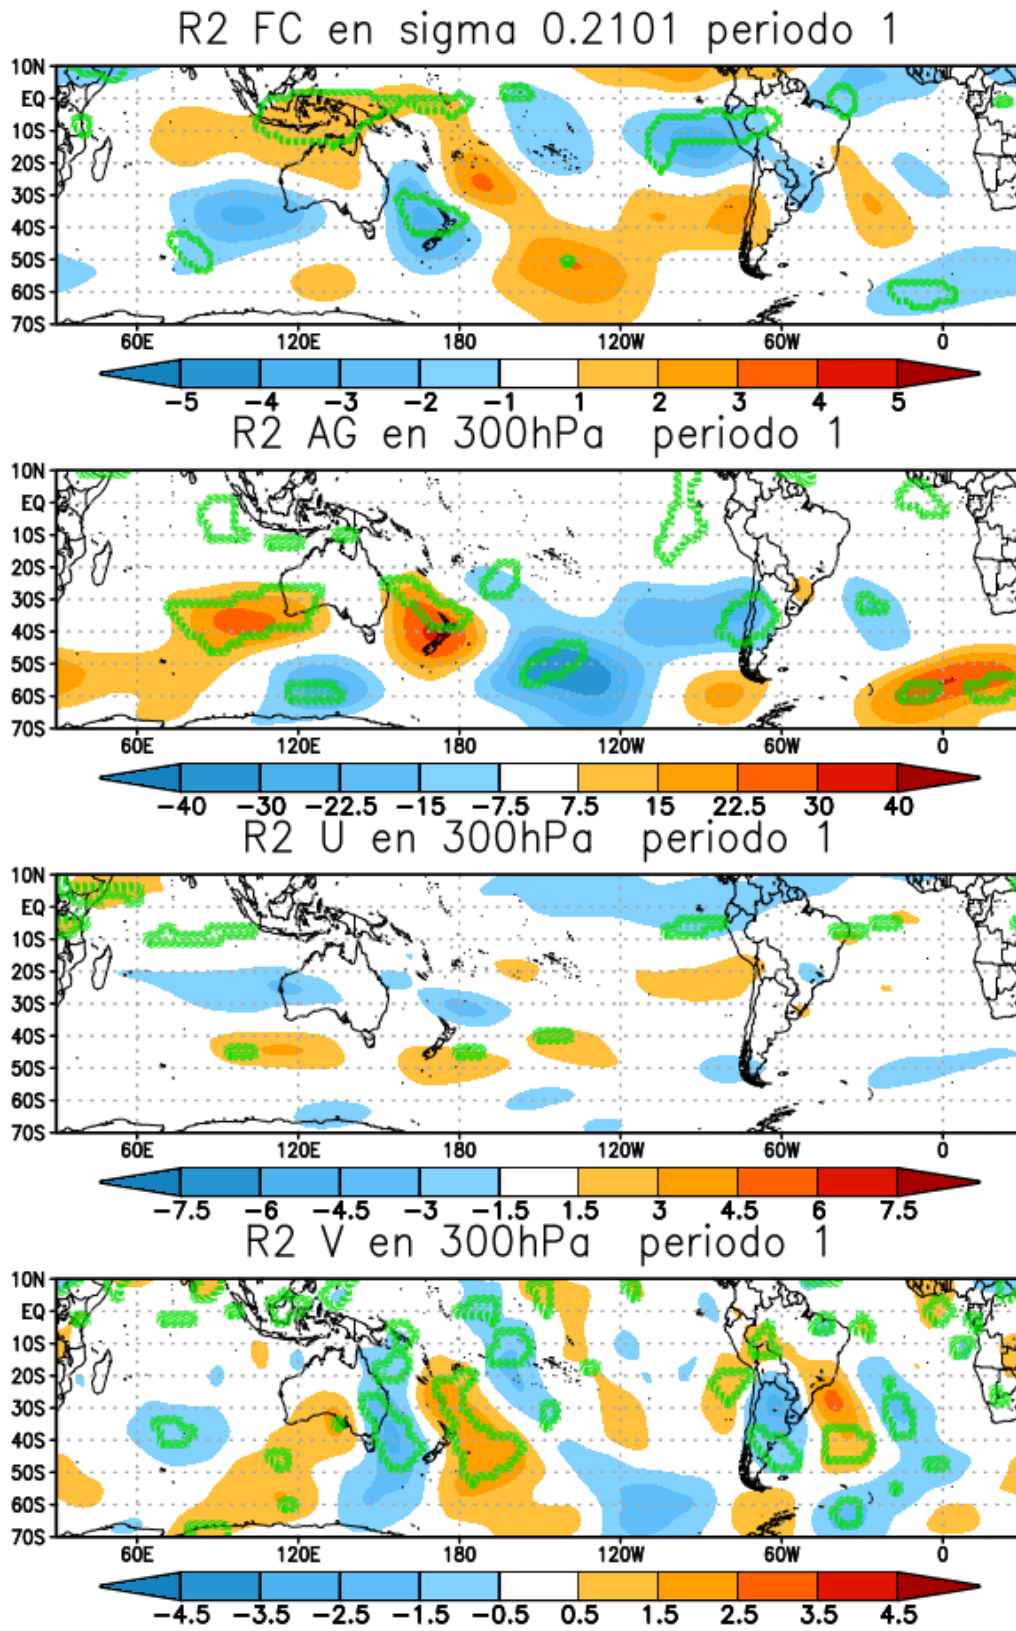 R2 FC en sigma 0.2101 periodo 1
10N
EQ
10S
20S
30S
40S
50S
60S
70S
60E 120E 180 120W 60W 0
-5 -4 -3 -2 -1 1 2 3 4 5
R2 AG en 300hPa periodo 1
10N
EQ
10S
20S
30S
40S
50S
60S
70S
60E 120E 180 120W 60W 0
-40 -30 -22.5 -15 -7.5 7.5 15 22.5 30 40
R2 U en 300hPa periodo 1
10N
EQ
10S
20S
30S
40S
50S
60S
70S
60E 120E 180 120W 60W 0
-7.5 -6 -4.5 -3 -1.5 1.5 3 4.5 6 7.5
R2 V en 300hPa periodo 1
10N
EQ
10S
20S
30S
40S
50S
60S
70S
60E 120E 180 120W 60W 0
-4.5 -3.5 -2.5 -1.5 -0.5 0.5 1.5 2.5 3.5 4.5